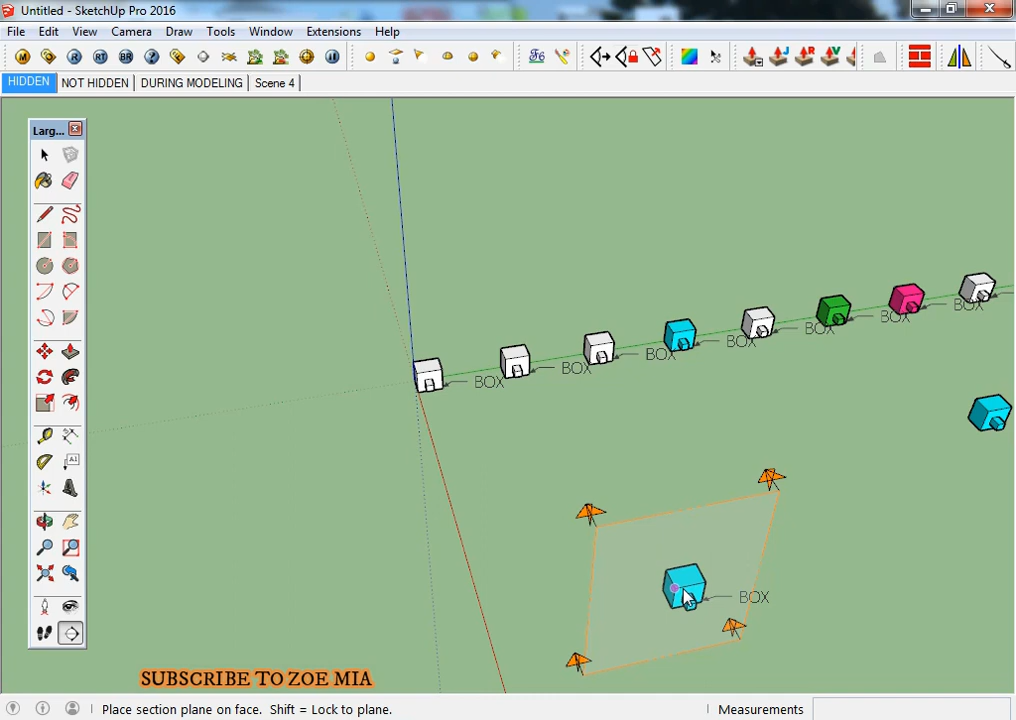 Untitled - SketchUp Pro 2016
File Edit View Camera Draw Tools Window Extensions Help
HIDDEN NOT HIDDEN DURING MODELING Scene 4
Larg...
BOX BOX BOX BOX BOX BOX BOX
BOX
SUBSCRIBE TO ZOE MIA
Place section plane on face. Shift = Lock to plane. Measurements